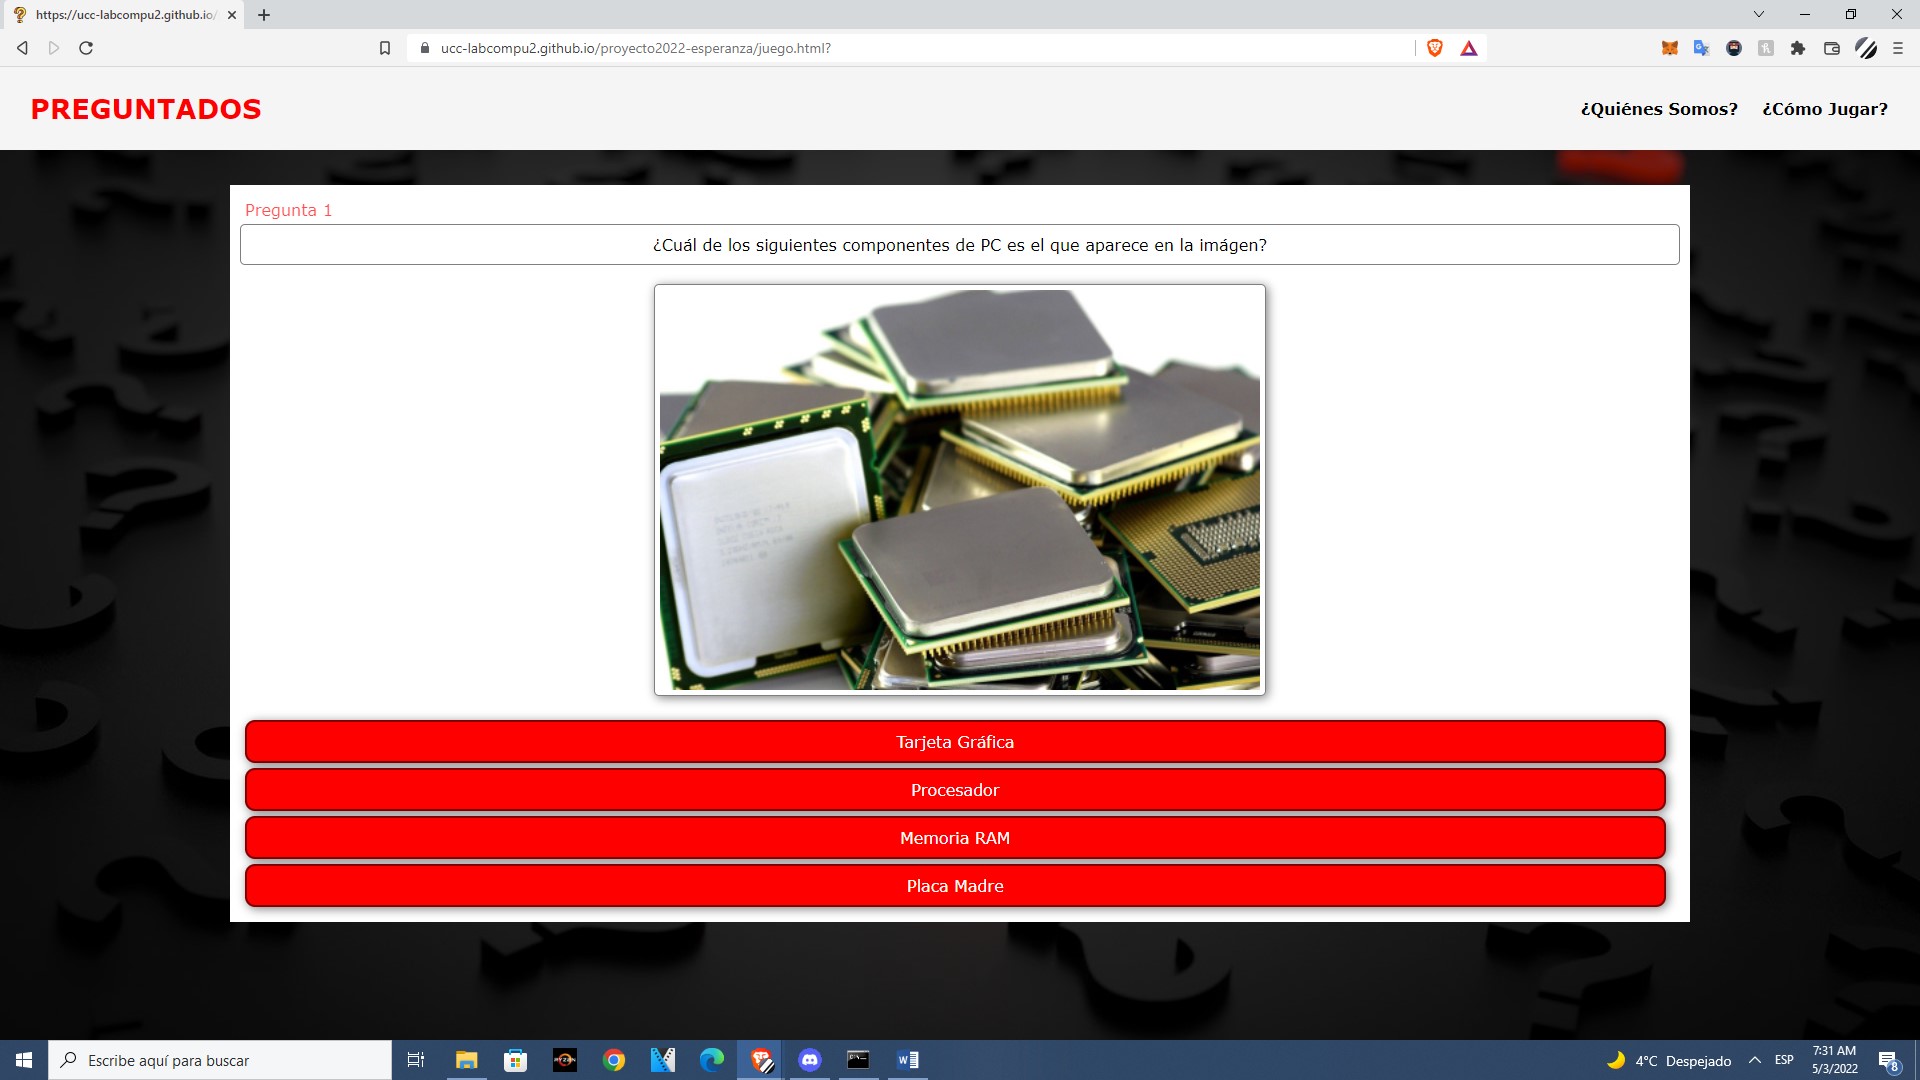 https://ucc-labcompu2.github.io/
ucc-labcompu2.github.io/proyecto2022-esperanza/juego.html?
PREGUNTADOS
¿Quiénes Somos?
¿Cómo Jugar?
Pregunta 1
¿Cuál de los siguientes componentes de PC es el que aparece en la imágen?
Tarjeta Gráfica
Procesador
Memoria RAM
Placa Madre
Escribe aquí para buscar
RYZEN
4°C Despejado
ESP
7:31 AM
5/3/2022
8